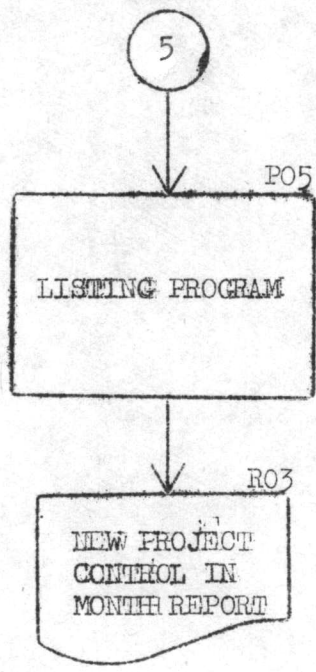 5
P05
LISTING PROGRAM
R03
NEW PROJECT
CONTROL IN
MONTH REPORT